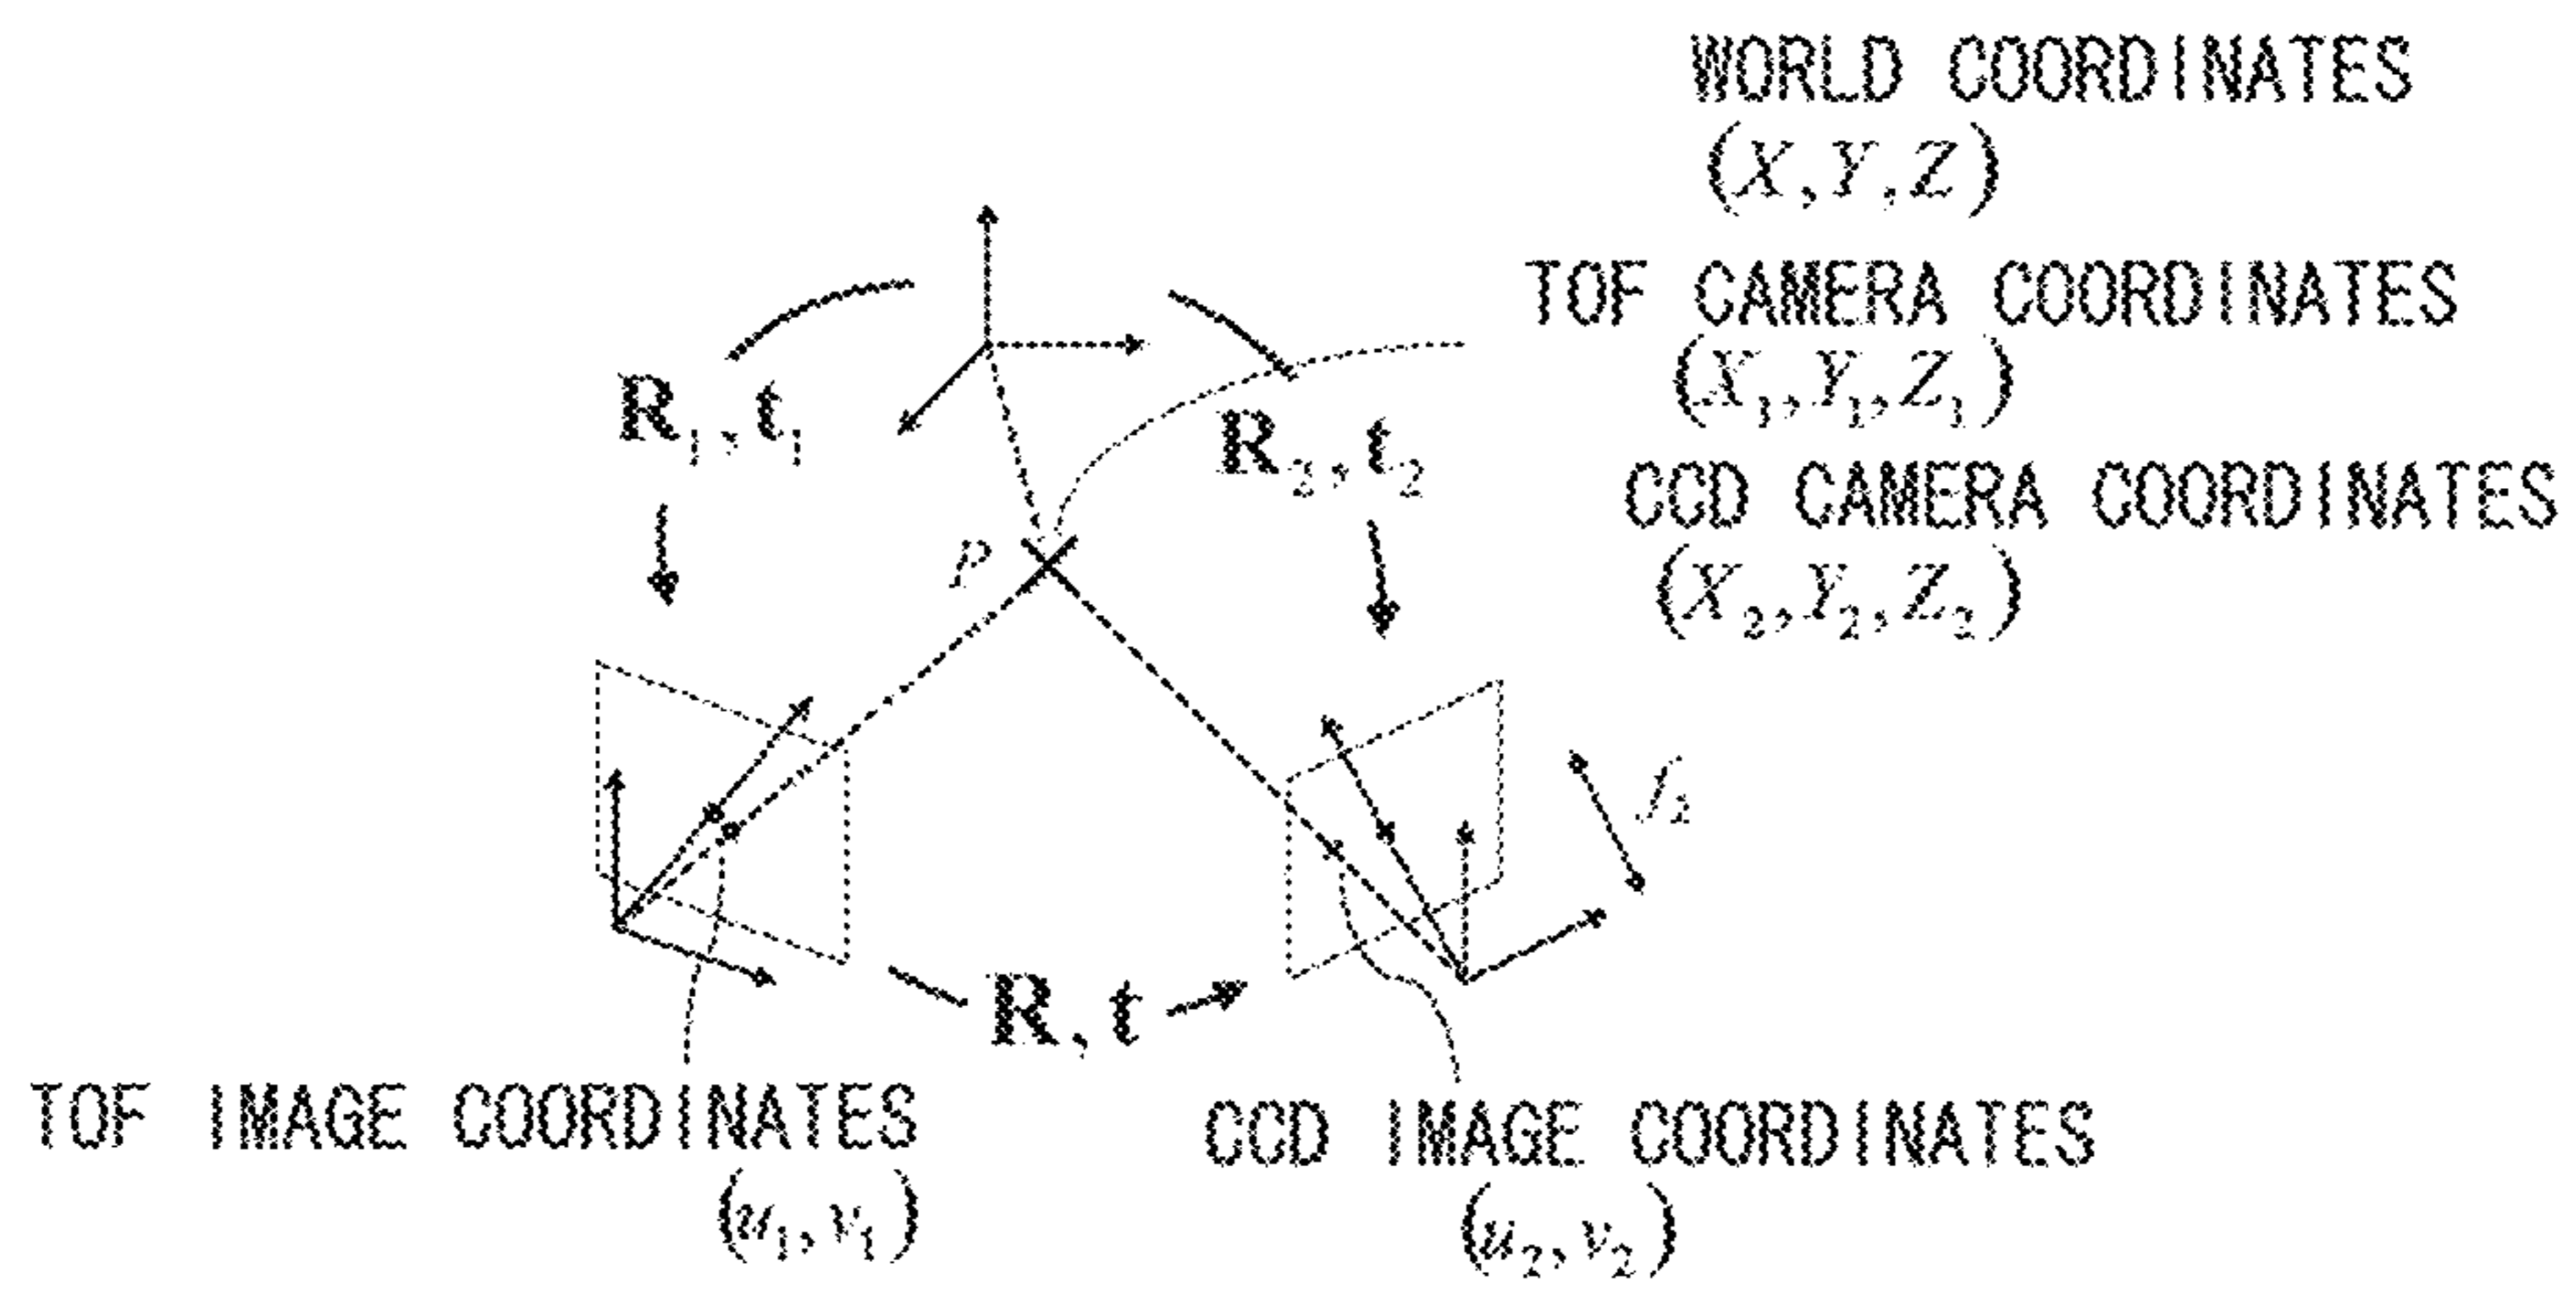 WORLD COORDINATES
(X,Y,Z)
TOF CAMERA COORDINATES
(X₁,Y₁,Z₁)
R₁,t₁
R₂,t₂
CCD CAMERA COORDINATES
(X₂,Y₂,Z₂)
P
f₂
R,t
TOF IMAGE COORDINATES
(u₁,v₁)
CCD IMAGE COORDINATES
(u₂,v₂)